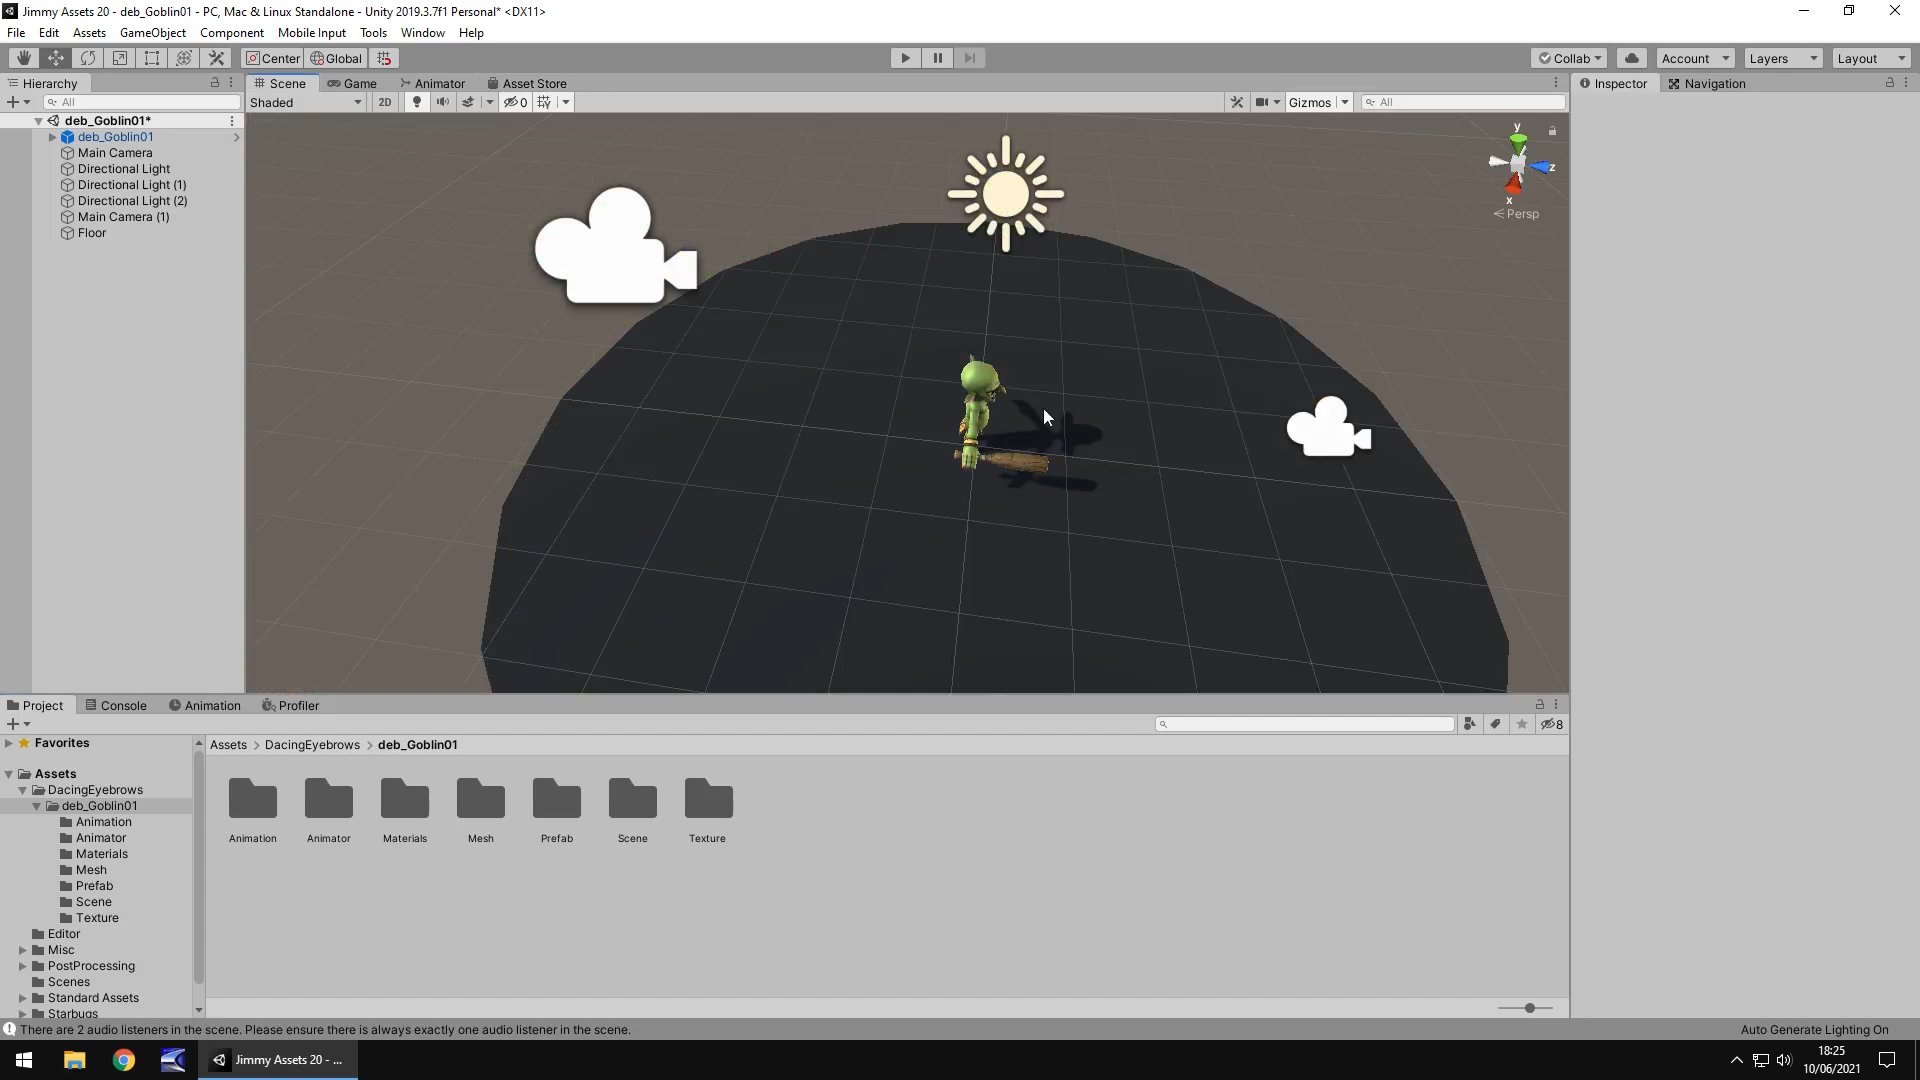 Jimmy Assets 20 - deb_Goblin01 - PC, Mac & Linux Standalone - Unity 2019.3.7f1 Personal* <DX11>
File Edit Assets GameObject Component Mobile Input Tools Window Help
Center Global Collab Account Layers Layout
Hierarchy Scene Game Animator Asset Store Inspector Navigation
All Shaded 2D 0 Gizmos All
deb_Goblin01*
deb_Goblin01
Main Camera
Directional Light
Directional Light (1)
Directional Light (2)
Main Camera (1)
Floor
y
z
x
Persp
Project Console Animation Profiler
8
Favorites
Assets > DacingEyebrows > deb_Goblin01
Assets
DacingEyebrows
deb_Goblin01
Animation
Animator
Materials
Mesh
Prefab
Scene
Texture
Editor
Misc
PostProcessing
Scenes
Standard Assets
Starbugs
Animation Animator Materials Mesh Prefab Scene Texture
There are 2 audio listeners in the scene. Please ensure there is always exactly one audio listener in the scene.
Auto Generate Lighting On
Jimmy Assets 20 - ...
18:25
10/06/2021